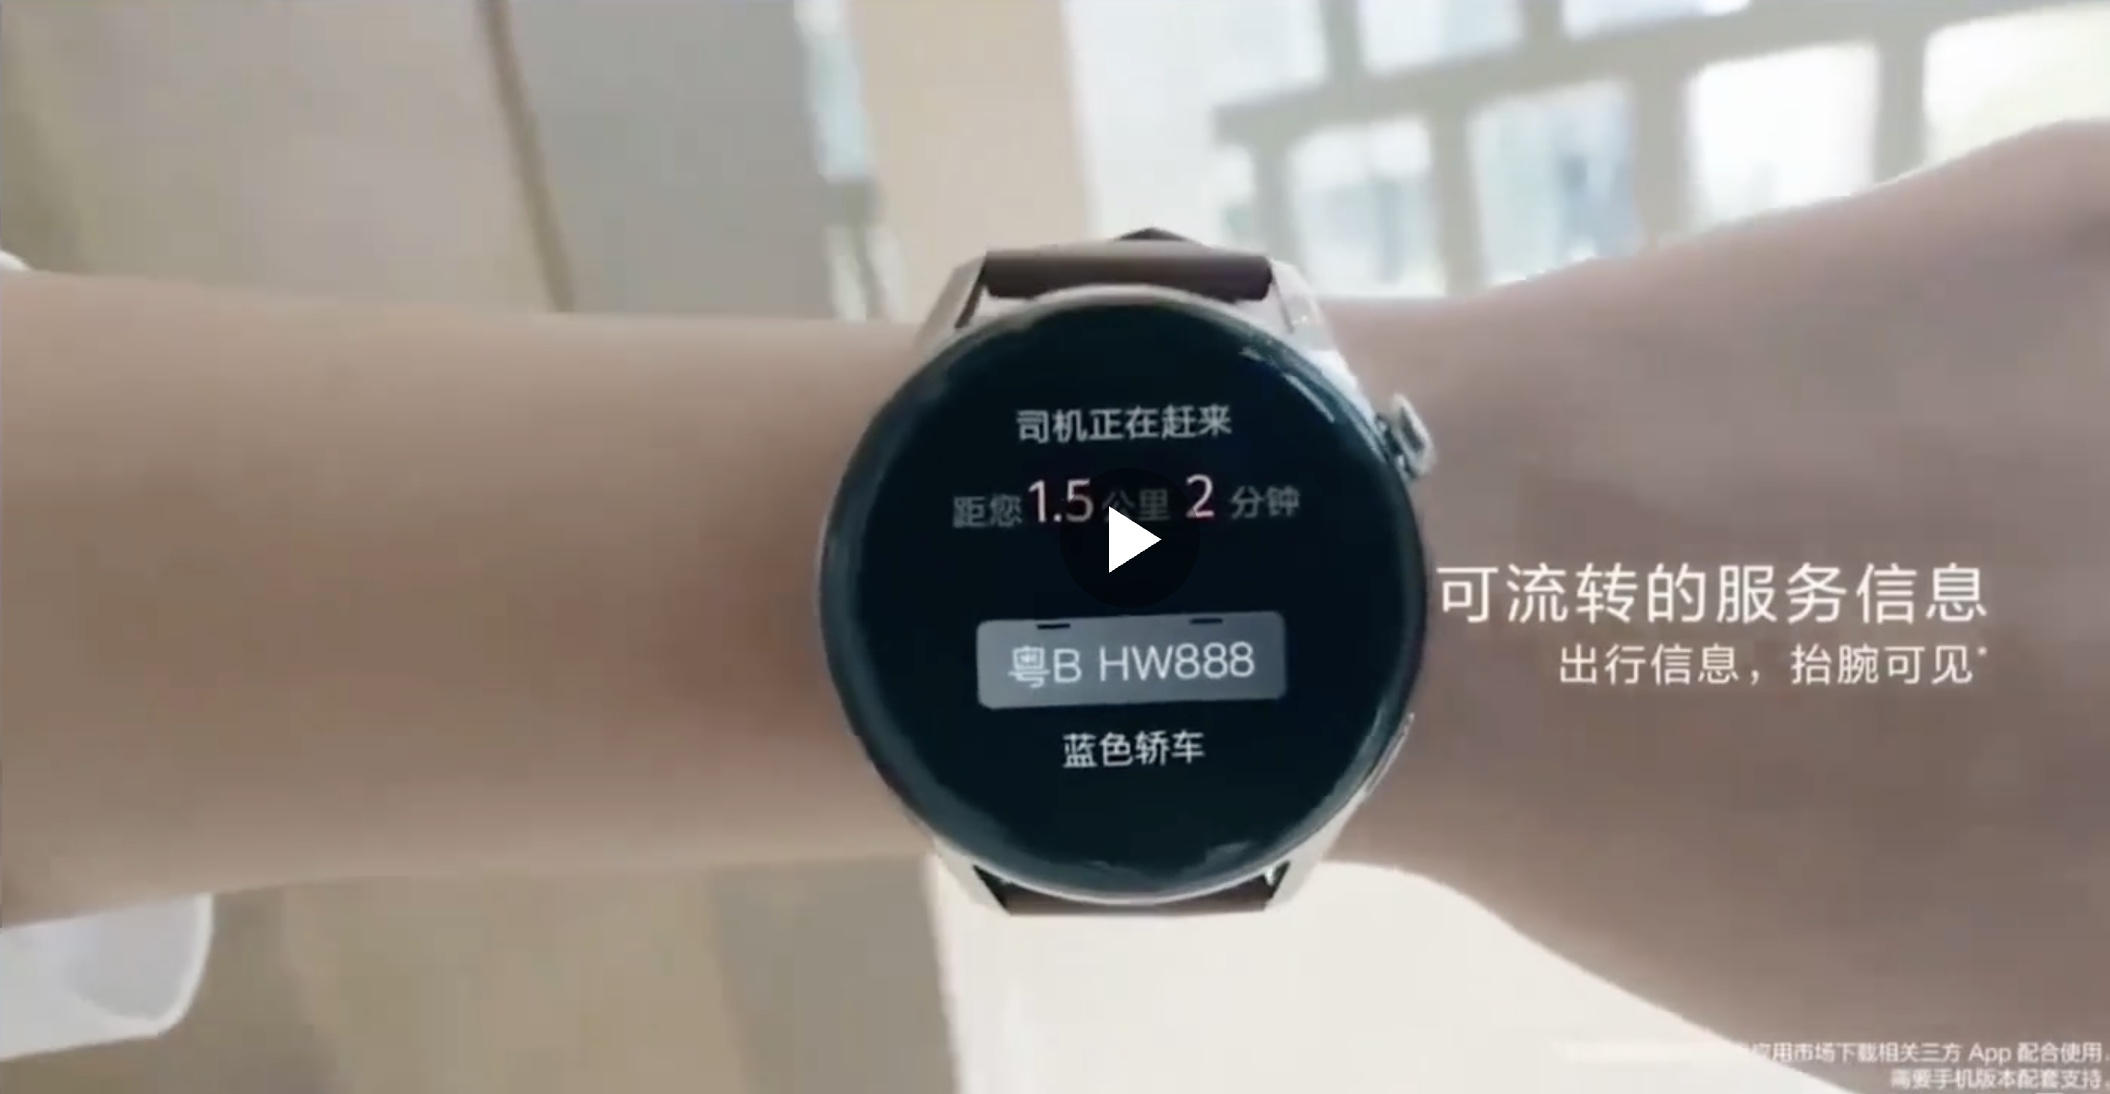 司机正在赶来
距您 1.5 公里 2 分钟
粤B HW888
蓝色轿车
可流转的服务信息
出行信息，抬腕可见*
应用市场下载相关三方 App 配合使用，
需要手机版本配套支持。